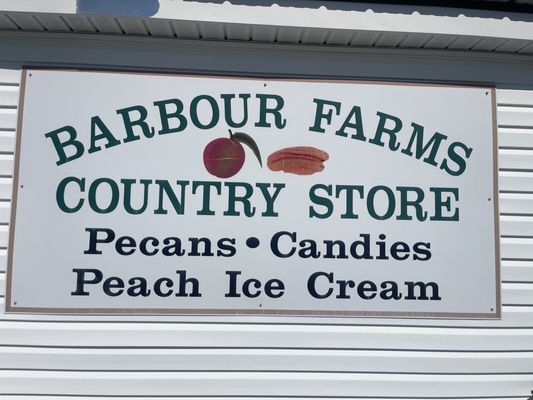 BARBOUR FARMS
COUNTRY STORE
Pecans • Candies
Peach Ice Cream